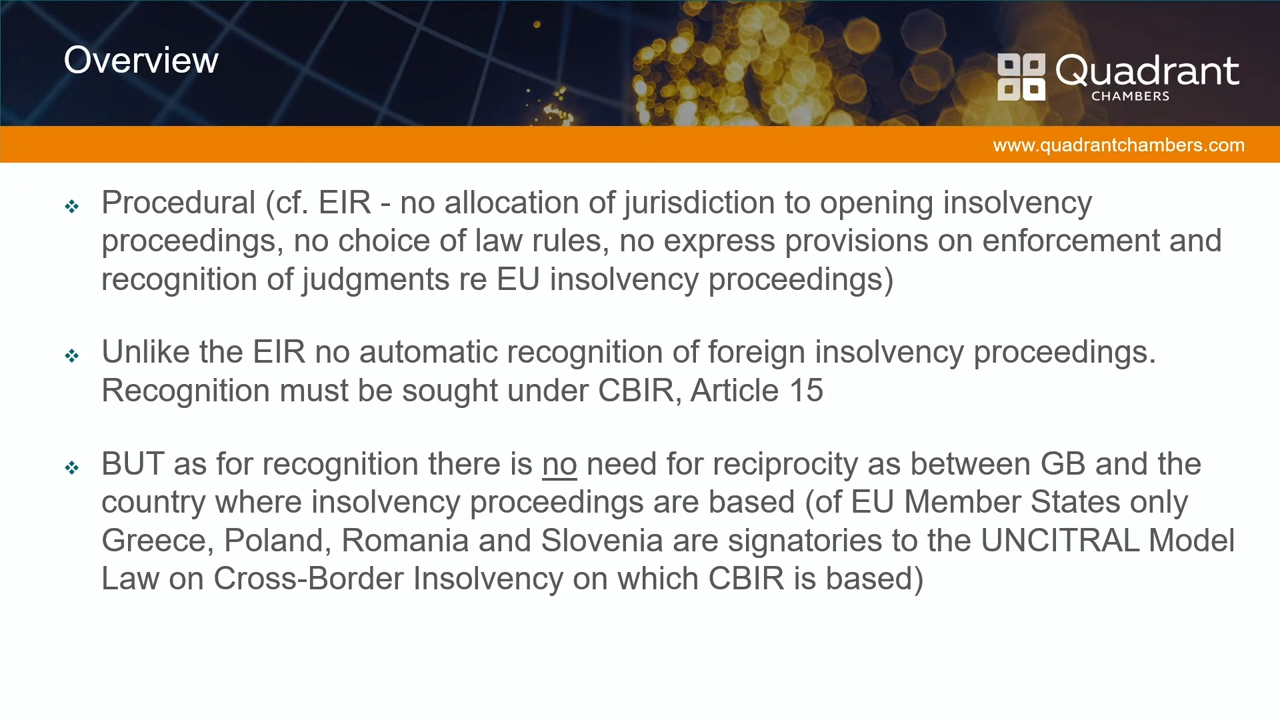 Overview
Quadrant
CHAMBERS
www.quadrantchambers.com
Procedural (cf. EIR - no allocation of jurisdiction to opening insolvency
proceedings, no choice of law rules, no express provisions on enforcement and
recognition of judgments re EU insolvency proceedings)
Unlike the EIR no automatic recognition of foreign insolvency proceedings.
Recognition must be sought under CBIR, Article 15
BUT as for recognition there is no need for reciprocity as between GB and the
country where insolvency proceedings are based (of EU Member States only
Greece, Poland, Romania and Slovenia are signatories to the UNCITRAL Model
Law on Cross-Border Insolvency on which CBIR is based)